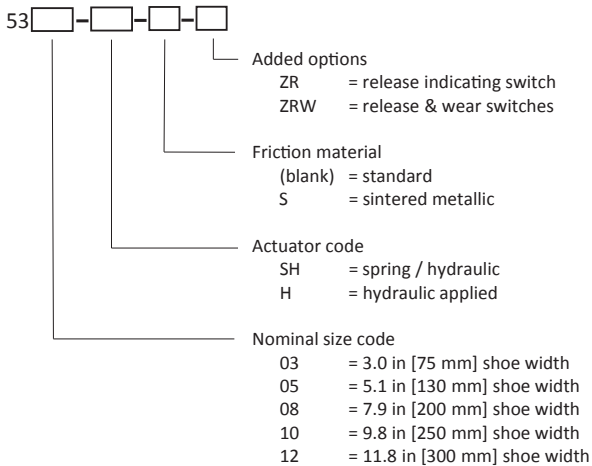 53 - - -
Added options
ZR = release indicating switch
ZRW = release & wear switches
Friction material
(blank) = standard
S = sintered metallic
Actuator code
SH = spring / hydraulic
H = hydraulic applied
Nominal size code
03 = 3.0 in [75 mm] shoe width
05 = 5.1 in [130 mm] shoe width
08 = 7.9 in [200 mm] shoe width
10 = 9.8 in [250 mm] shoe width
12 = 11.8 in [300 mm] shoe width